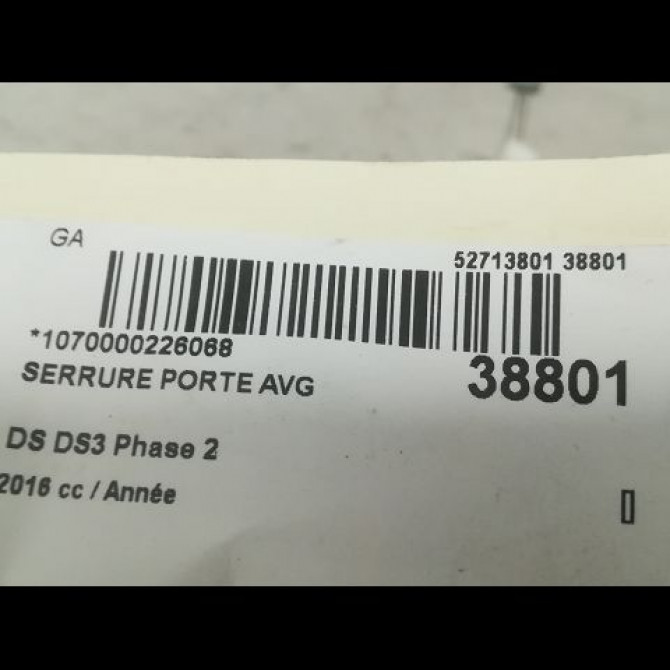 GA
52713801 38801
*1070000226068
38801
SERRURE PORTE AVG
DS DS3 Phase 2
2016 cc / Année